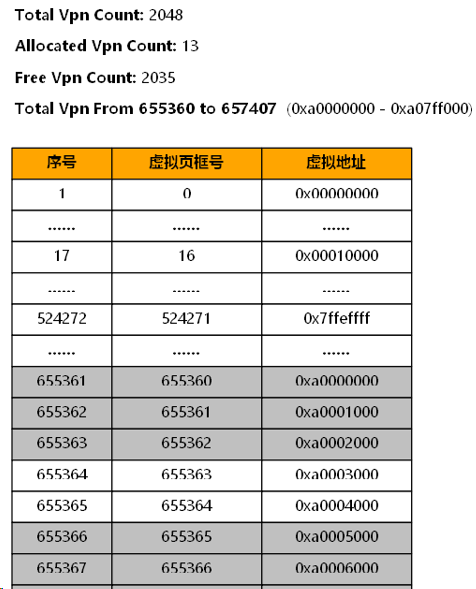 Total Vpn Count: 2048
Allocated Vpn Count: 13
Free Vpn Count: 2035
Total Vpn From 655360 to 657407 (0xa0000000 - 0xa07ff000)
序号 虚拟页框号 虚拟地址
1 0 0x00000000
...... ...... ......
17 16 0x00010000
...... ...... ......
524272 524271 0x7ffeffff
...... ...... ......
655361 655360 0xa0000000
655362 655361 0xa0001000
655363 655362 0xa0002000
655364 655363 0xa0003000
655365 655364 0xa0004000
655366 655365 0xa0005000
655367 655366 0xa0006000